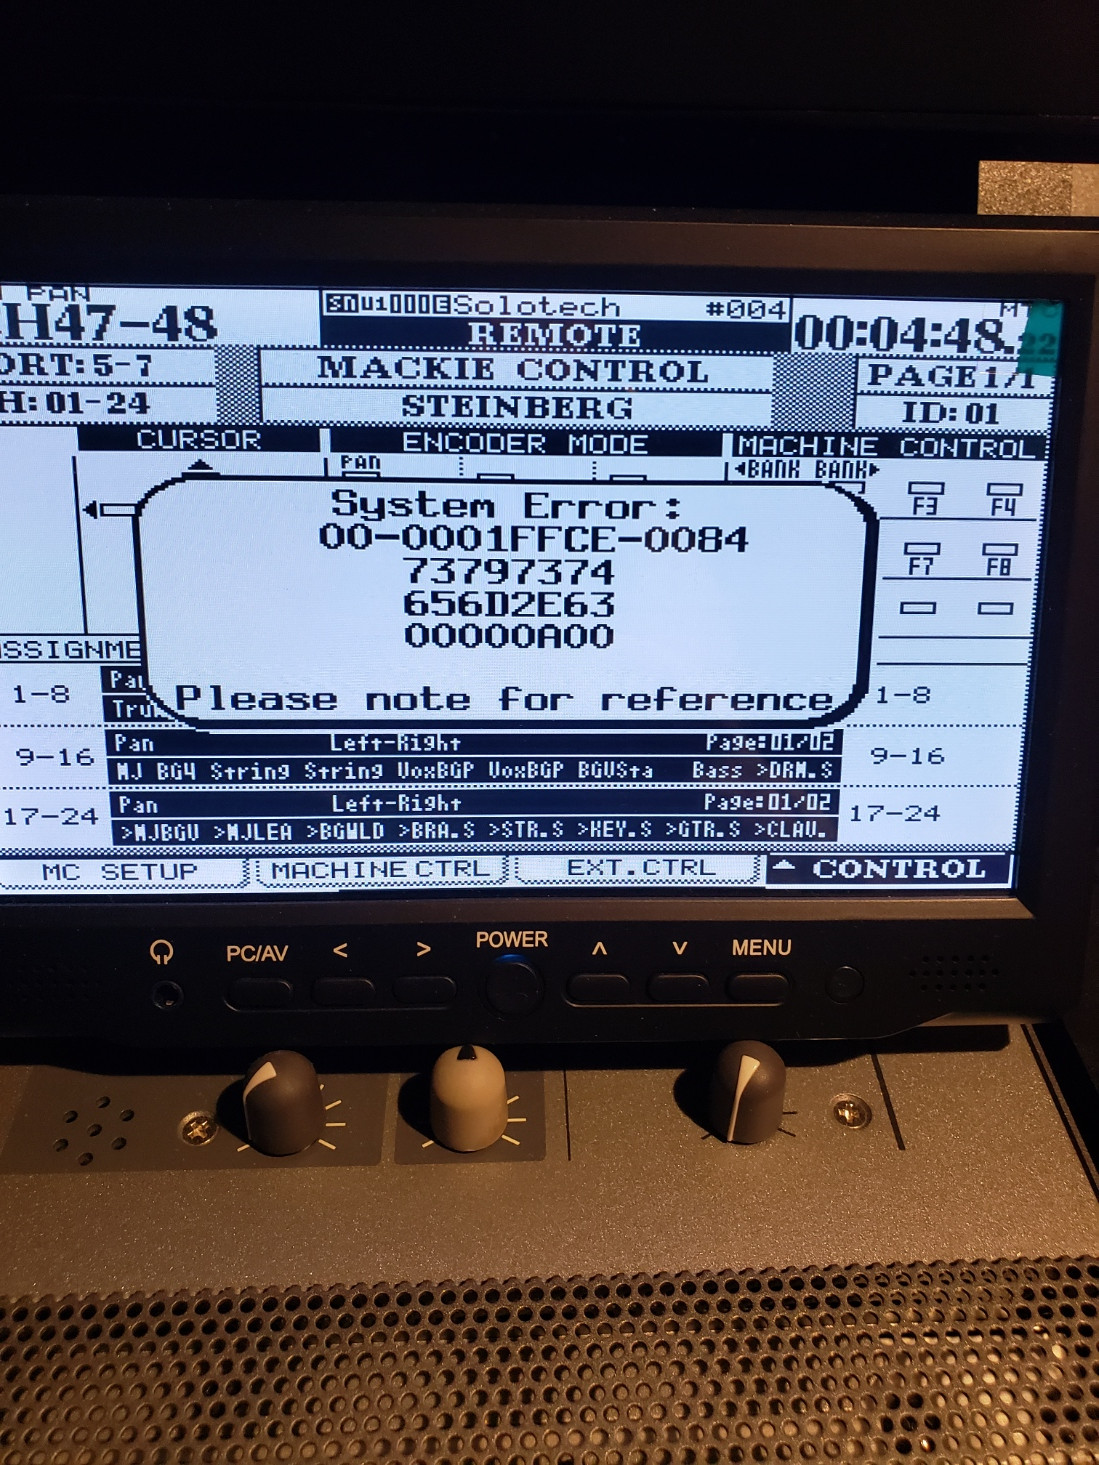 PAN
H47-48
Solotech #004
REMOTE
00:04:48.22
ORT:5-7
MACKIE CONTROL
PAGE1/1
H:01-24
STEINBERG
ID:01
CURSOR
ENCODER MODE
MACHINE CONTROL
PAN
◀BANK BANK▶
F3 F4
F7 F8
System Error:
00-0001FFCE-0084
73797374
656D2E63
00000A00
Please note for reference
SSIGNME
1-8
1-8
9-16
Pan Left-Right Page:01/02
MJ BG4 String String VoxBGP VoxBGP BGVSta Bass >DRM.S
9-16
17-24
Pan Left-Right Page:01/02
>MJBGV >MJLEA >BGWLD >BRA.S >STR.S >KEY.S >GTR.S >CLAV.
17-24
MC SETUP
MACHINE CTRL
EXT.CTRL
CONTROL
PC/AV < > POWER ∧ ∨ MENU